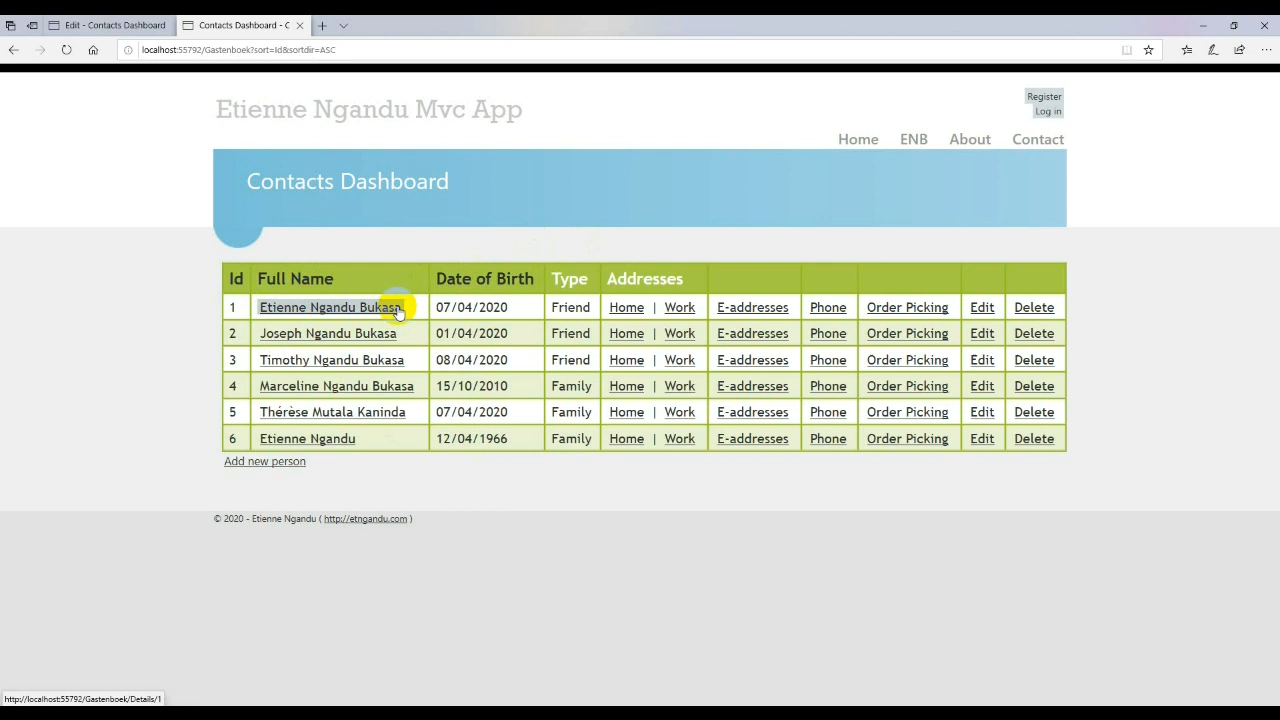 Edit - Contacts Dashboard
Contacts Dashboard - C
localhost:55792/Gastenboek?sort=Id&sortdir=ASC
Etienne Ngandu Mvc App
Register
Log in
Home ENB About Contact
Contacts Dashboard
Id Full Name Date of Birth Type Addresses
1 Etienne Ngandu Bukasa 07/04/2020 Friend Home | Work E-addresses Phone Order Picking Edit Delete
2 Joseph Ngandu Bukasa 01/04/2020 Friend Home | Work E-addresses Phone Order Picking Edit Delete
3 Timothy Ngandu Bukasa 08/04/2020 Friend Home | Work E-addresses Phone Order Picking Edit Delete
4 Marceline Ngandu Bukasa 15/10/2010 Family Home | Work E-addresses Phone Order Picking Edit Delete
5 Thérèse Mutala Kaninda 07/04/2020 Family Home | Work E-addresses Phone Order Picking Edit Delete
6 Etienne Ngandu 12/04/1966 Family Home | Work E-addresses Phone Order Picking Edit Delete
Add new person
© 2020 - Etienne Ngandu ( http://etngandu.com )
http://localhost:55792/Gastenboek/Details/1